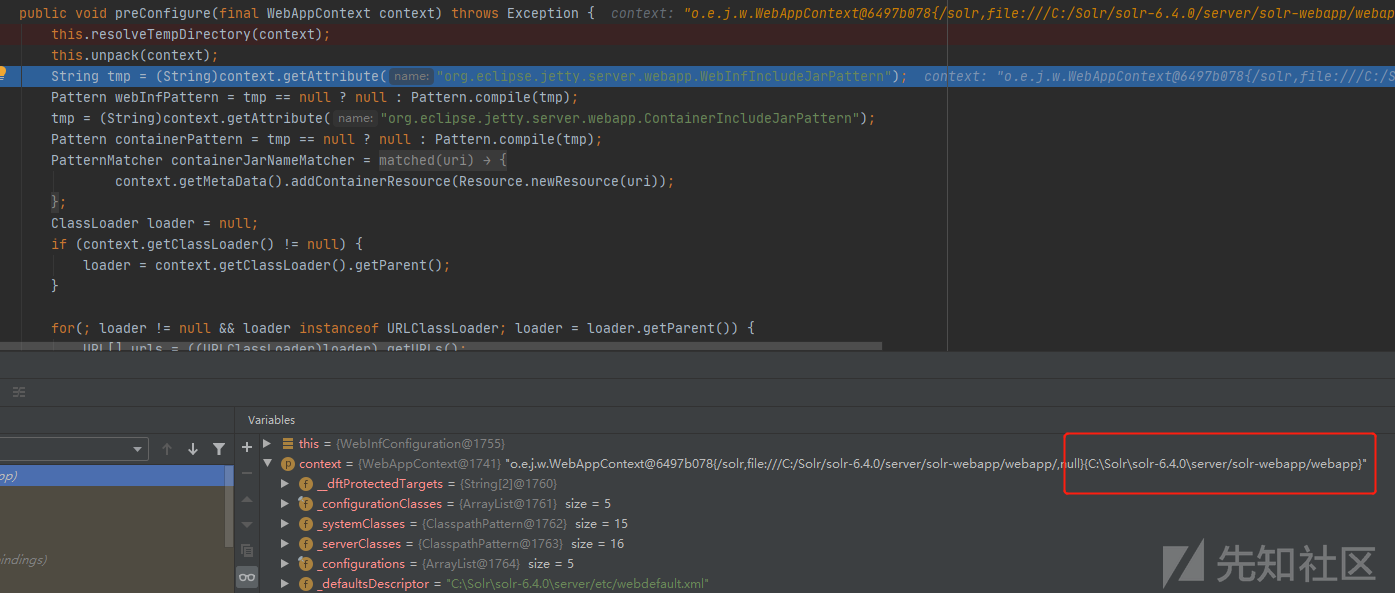 public void preConfigure(final WebAppContext context) throws Exception {  context: "o.e.j.w.WebAppContext@6497b078{/solr,file:///C:/Solr/solr-6.4.0/server/solr-webapp/webapp
this.resolveTempDirectory(context);
this.unpack(context);
String tmp = (String)context.getAttribute( name: "org.eclipse.jetty.server.webapp.WebInfIncludeJarPattern");  context: "o.e.j.w.WebAppContext@6497b078{/solr,file:///C:/S
Pattern webInfPattern = tmp == null ? null : Pattern.compile(tmp);
tmp = (String)context.getAttribute( name: "org.eclipse.jetty.server.webapp.ContainerIncludeJarPattern");
Pattern containerPattern = tmp == null ? null : Pattern.compile(tmp);
PatternMatcher containerJarNameMatcher = matched(uri) → {
context.getMetaData().addContainerResource(Resource.newResource(uri));
};
ClassLoader loader = null;
if (context.getClassLoader() != null) {
loader = context.getClassLoader().getParent();
}
for(; loader != null && loader instanceof URLClassLoader; loader = loader.getParent()) {
URL[] urls = ((URLClassLoader)loader).getURLs();
Variables
this = {WebInfConfiguration@1755}
context = {WebAppContext@1741} "o.e.j.w.WebAppContext@6497b078{/solr,file:///C:/Solr/solr-6.4.0/server/solr-webapp/webapp/,null}{C:\Solr\solr-6.4.0\server/solr-webapp/webapp}"
pp)
__dftProtectedTargets = {String[2]@1760}
_configurationClasses = {ArrayList@1761} size = 5
_systemClasses = {ClasspathPattern@1762} size = 15
_serverClasses = {ClasspathPattern@1763} size = 16
indings)
_configurations = {ArrayList@1764} size = 5
_defaultsDescriptor = "C:\Solr\solr-6.4.0\server/etc/webdefault.xml"
先知社区